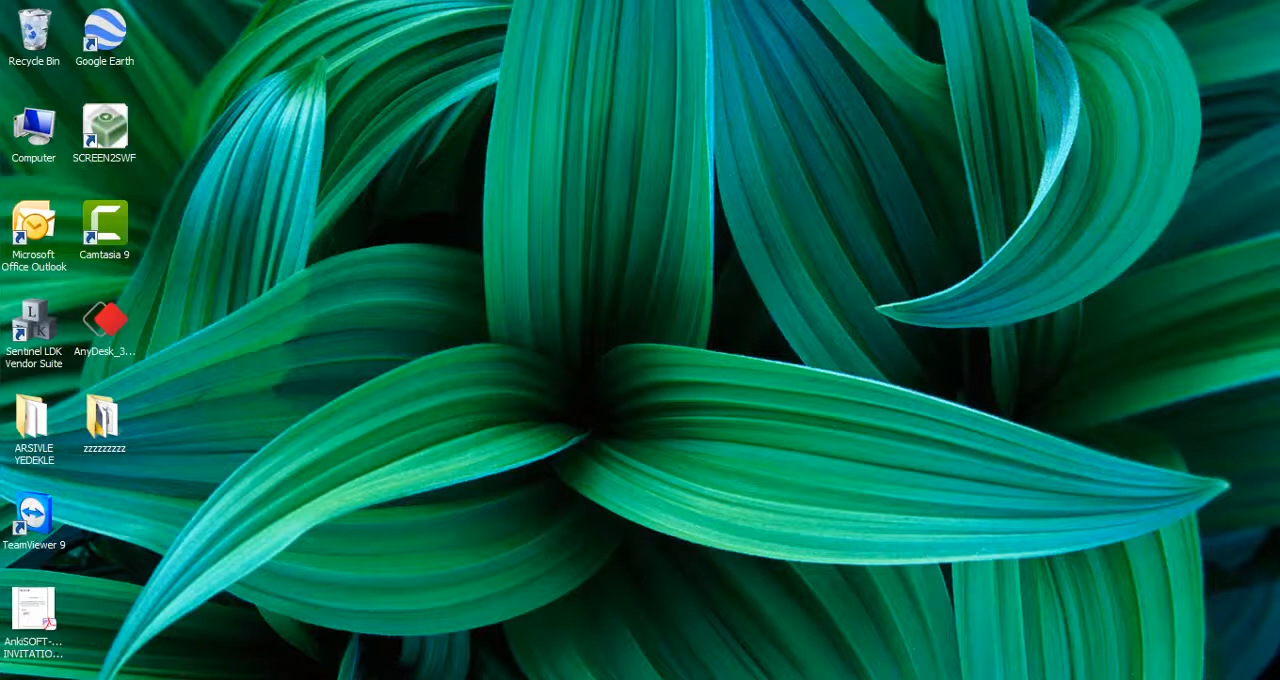 Recycle Bin
Google Earth
Computer
SCREEN2SWF
Microsoft
Office Outlook
Camtasia 9
Sentinel LDK
Vendor Suite
AnyDesk_3...
ARSIVLE
YEDEKLE
zzzzzzzzz
TeamViewer 9
AnkiSOFT-...
INVITATIO...